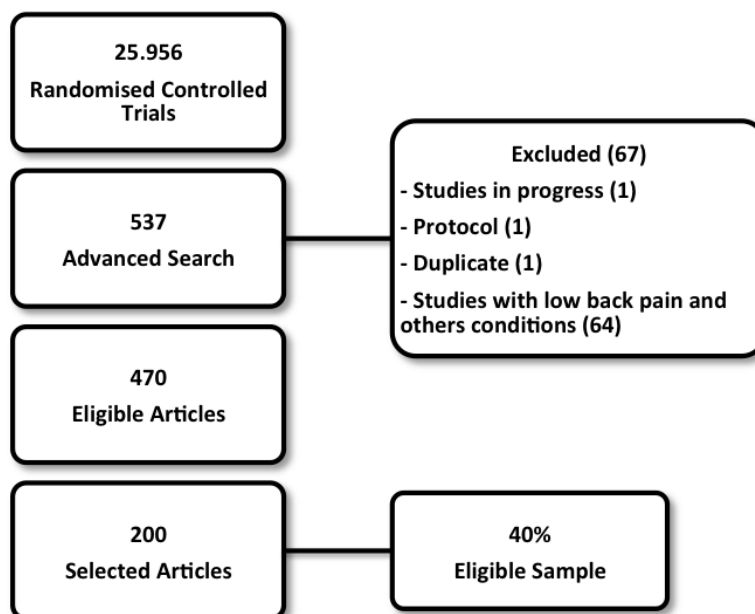 25.956
Randomised Controlled
Trials
537
Advanced Search
Excluded (67)
- Studies in progress (1)
- Protocol (1)
- Duplicate (1)
- Studies with low back pain and
others conditions (64)
470
Eligible Articles
200
Selected Articles
40%
Eligible Sample